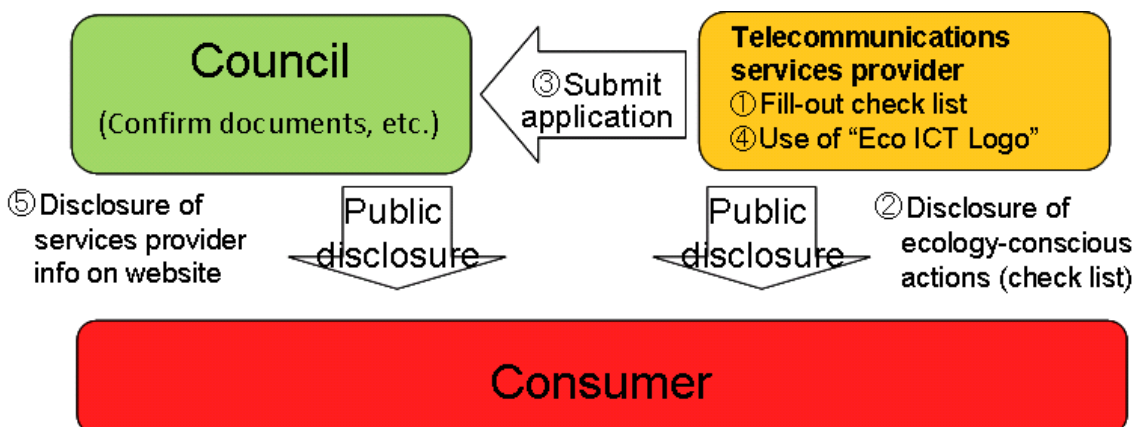 Council
(Confirm documents, etc.)
③Submit
application
Telecommunications
services provider
①Fill-out check list
④Use of “Eco ICT Logo”
⑤Disclosure of
services provider
info on website
Public
disclosure
Public
disclosure
②Disclosure of
ecology-conscious
actions (check list)
Consumer